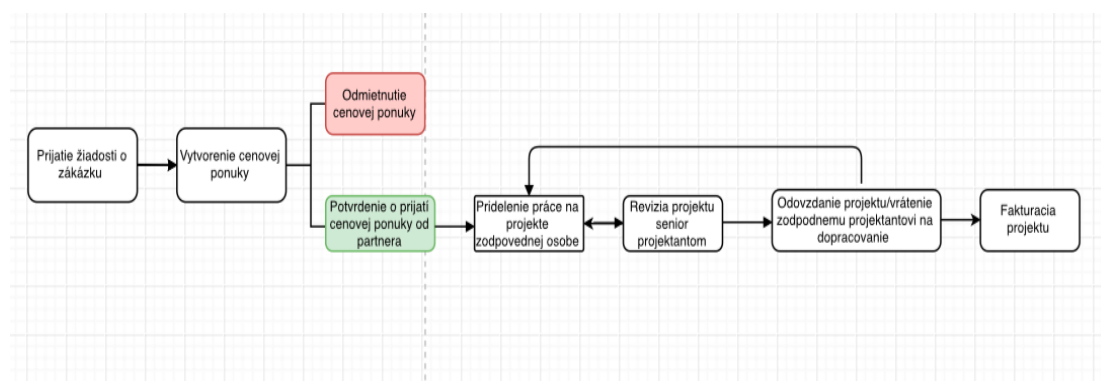 Prijatie žiadosti o
zákázku
Vytvorenie cenovej
ponuky
Odmietnutie
cenovej ponuky
Potvrdenie o prijatí
cenovej ponuky od
partnera
Pridelenie práce na
projekte
zodpovednej osobe
Revizia projektu
senior
projektantom
Odovzdanie projektu/vrátenie
zodpodnemu projektantovi na
dopracovanie
Fakturacia
projektu